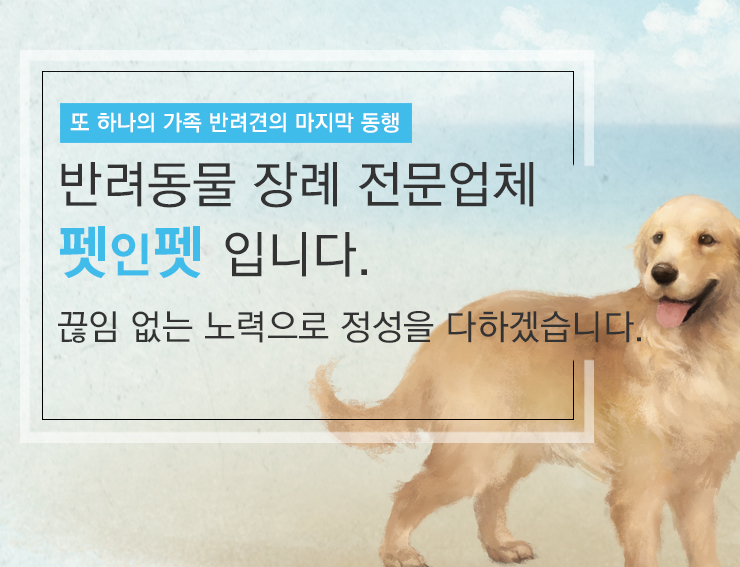 또 하나의 가족 반려견의 마지막 동행
반려동물 장례 전문업체
펫인펫 입니다.
끊임 없는 노력으로 정성을 다하겠습니다.